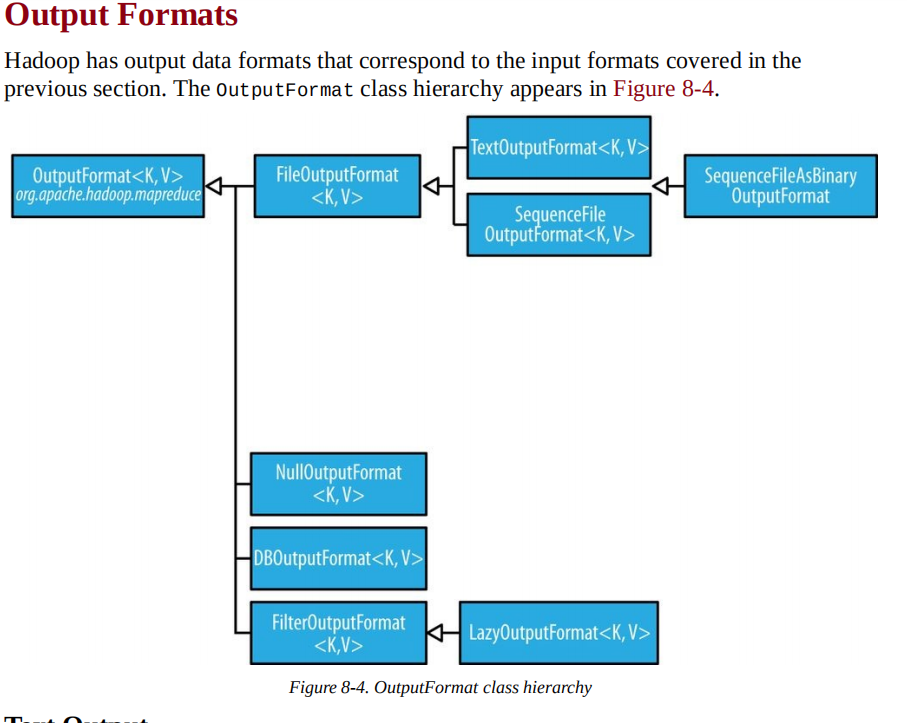 Output Formats
Hadoop has output data formats that correspond to the input formats covered in the
previous section. The OutputFormat class hierarchy appears in Figure 8-4.
OutputFormat<K, V>
org.apache.hadoop.mapreduce
FileOutputFormat
<K, V>
TextOutputFormat<K, V>
SequenceFile
OutputFormat<K, V>
SequenceFileAsBinary
OutputFormat
NullOutputFormat
<K, V>
DBOutputFormat<K, V>
FilterOutputFormat
<K,V>
LazyOutputFormat<K, V>
Figure 8-4. OutputFormat class hierarchy
Text Output